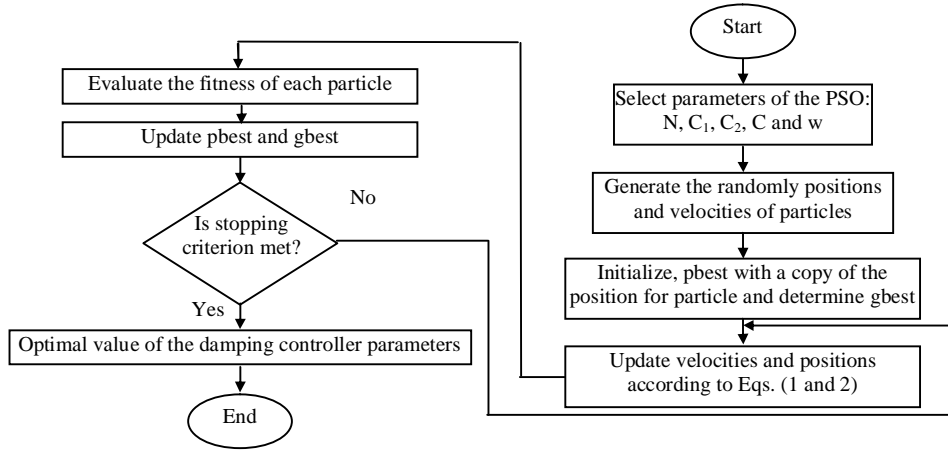 Start
Select parameters of the PSO:
N, C₁, C₂, C and w
Generate the randomly positions
and velocities of particles
Initialize, pbest with a copy of the
position for particle and determine gbest
Update velocities and positions
according to Eqs. (1 and 2)
Evaluate the fitness of each particle
Update pbest and gbest
Is stopping
criterion met?
No
Yes
Optimal value of the damping controller parameters
End